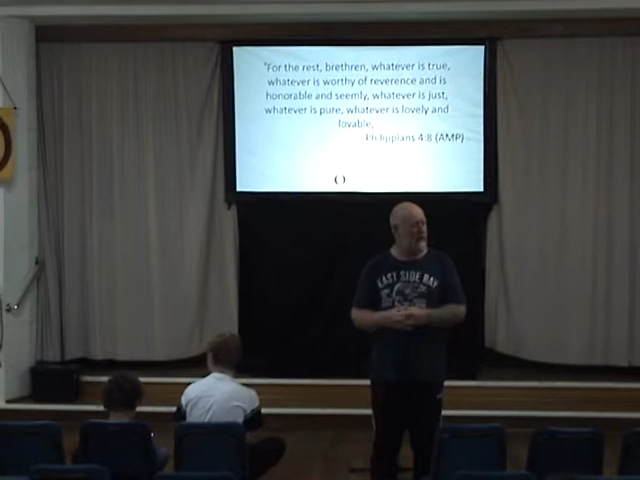 "For the rest, brethren, whatever is true,
whatever is worthy of reverence and is
honorable and seemly, whatever is just,
whatever is pure, whatever is lovely and
lovable,
Philippians 4:8 (AMP)
( )
EAST SIDE BAY